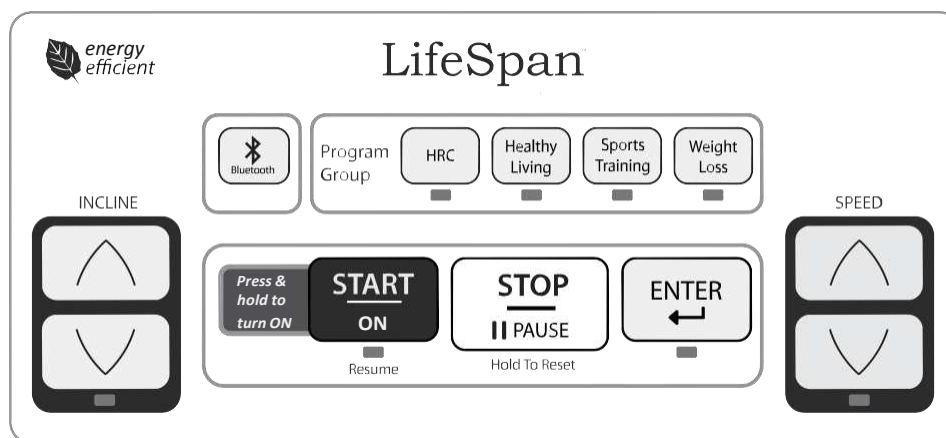 energy
efficient
LifeSpan
Bluetooth
Program
Group
HRC
Healthy
Living
Sports
Training
Weight
Loss
INCLINE
SPEED
Press &
hold to
turn ON
START
ON
Resume
STOP
PAUSE
Hold To Reset
ENTER